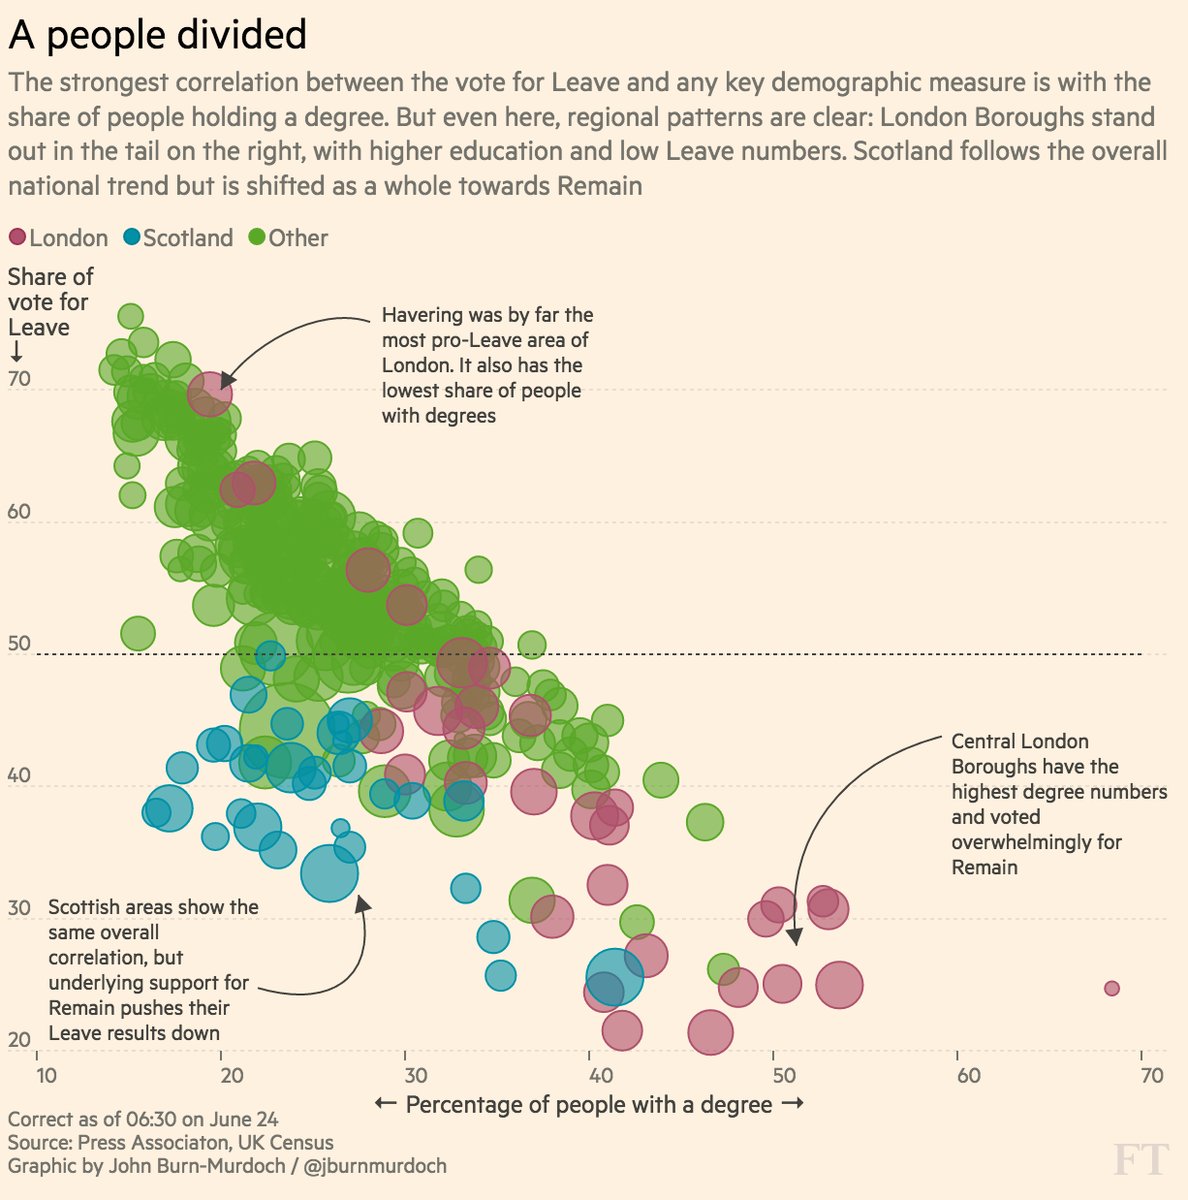 A people divided
The strongest correlation between the vote for Leave and any key demographic measure is with the
share of people holding a degree. But even here, regional patterns are clear: London Boroughs stand
out in the tail on the right, with higher education and low Leave numbers. Scotland follows the overall
national trend but is shifted as a whole towards Remain
London Scotland Other
Share of
vote for
Leave
↓
Havering was by far the
most pro-Leave area of
London. It also has the
lowest share of people
with degrees
70
60
50
40
30
20
Central London
Boroughs have the
highest degree numbers
and voted
overwhelmingly for
Remain
Scottish areas show the
same overall
correlation, but
underlying support for
Remain pushes their
Leave results down
10 20 30 40 50 60 70
← Percentage of people with a degree →
Correct as of 06:30 on June 24
Source: Press Associaton, UK Census
Graphic by John Burn-Murdoch / @jburnmurdoch
FT